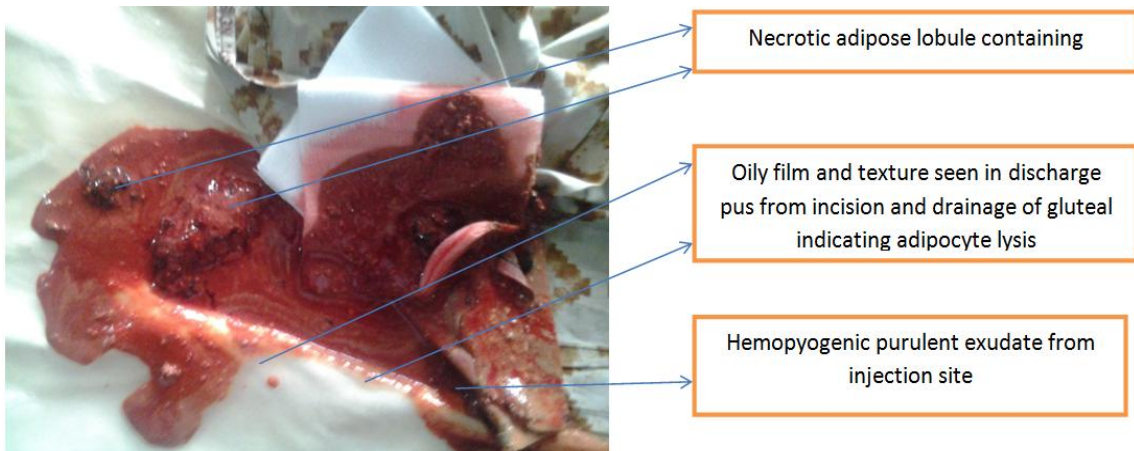 Necrotic adipose lobule containing
Oily film and texture seen in discharge
pus from incision and drainage of gluteal
indicating adipocyte lysis
Hemopyogenic purulent exudate from
injection site